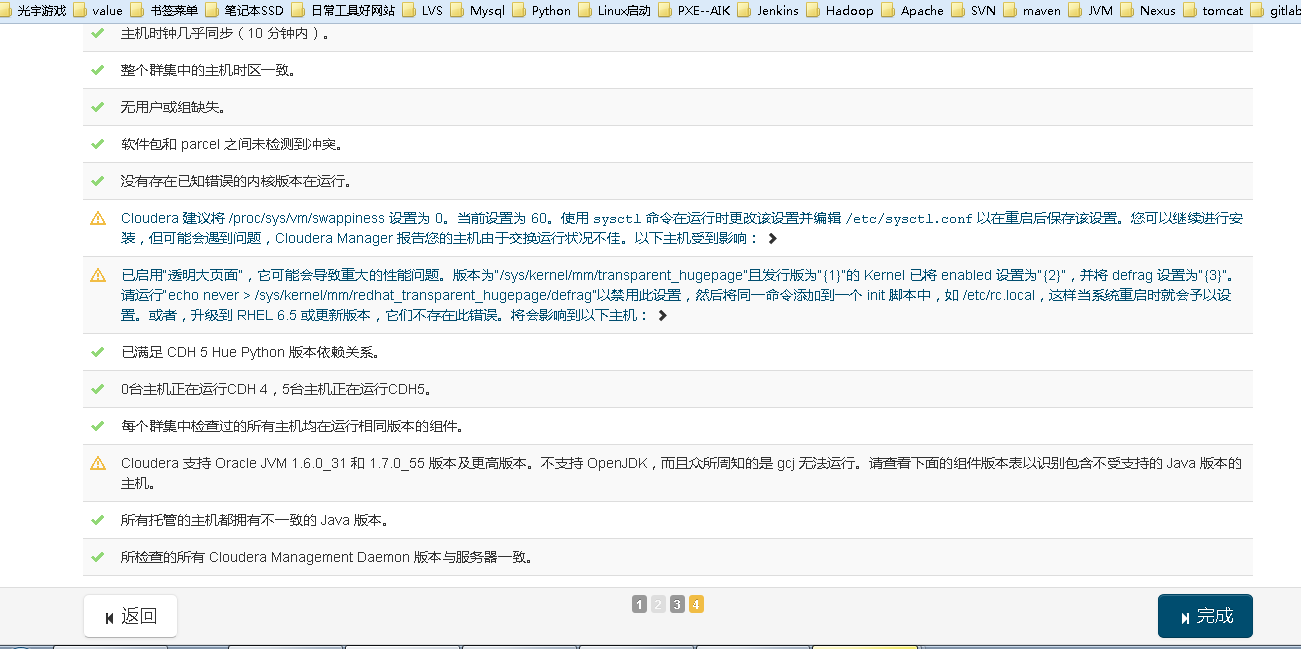 光宇游戏 value 书签菜单 笔记本SSD 日常工具好网站 LVS Mysql Python Linux启动 PXE--AIK Jenkins Hadoop Apache SVN maven JVM Nexus tomcat gitlab
主机时钟几乎同步（10 分钟内）。
整个群集中的主机时区一致。
无用户或组缺失。
软件包和 parcel 之间未检测到冲突。
没有存在已知错误的内核版本在运行。
Cloudera 建议将 /proc/sys/vm/swappiness 设置为 0。当前设置为 60。使用 sysctl 命令在运行时更改该设置并编辑 /etc/sysctl.conf 以在重启后保存该设置。您可以继续进行安
装，但可能会遇到问题，Cloudera Manager 报告您的主机由于交换运行状况不佳。以下主机受到影响：
已启用"透明大页面"，它可能会导致重大的性能问题。版本为"/sys/kernel/mm/transparent_hugepage"且发行版为"{1}"的 Kernel 已将 enabled 设置为"{2}"，并将 defrag 设置为"{3}"。
请运行"echo never > /sys/kernel/mm/redhat_transparent_hugepage/defrag"以禁用此设置，然后将同一命令添加到一个 init 脚本中，如 /etc/rc.local，这样当系统重启时就会予以设
置。或者，升级到 RHEL 6.5 或更新版本，它们不存在此错误。将会影响到以下主机：
已满足 CDH 5 Hue Python 版本依赖关系。
0台主机正在运行CDH 4，5台主机正在运行CDH5。
每个群集中检查过的所有主机均在运行相同版本的组件。
Cloudera 支持 Oracle JVM 1.6.0_31 和 1.7.0_55 版本及更高版本。不支持 OpenJDK，而且众所周知的是 gcj 无法运行。请查看下面的组件版本表以识别包含不受支持的 Java 版本的
主机。
所有托管的主机都拥有不一致的 Java 版本。
所检查的所有 Cloudera Management Daemon 版本与服务器一致。
返回 1 2 3 4 完成